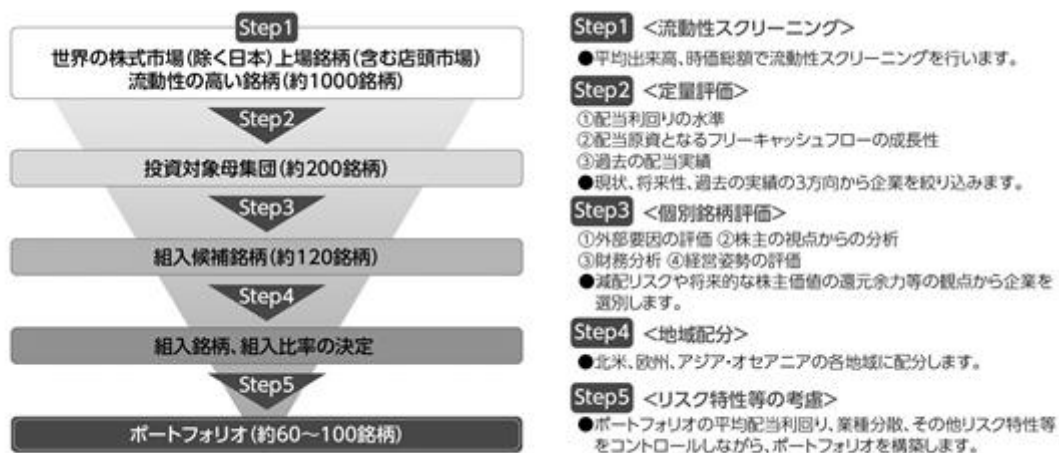 Step1
世界の株式市場(除く日本)上場銘柄(含む店頭市場)
流動性の高い銘柄(約1000銘柄)
Step2
投資対象母集団(約200銘柄)
Step3
組入候補銘柄(約120銘柄)
Step4
組入銘柄、組入比率の決定
Step5
ポートフォリオ(約60～100銘柄)
Step1 <流動性スクリーニング>
●平均出来高、時価総額で流動性スクリーニングを行います。
Step2 <定量評価>
①配当利回りの水準
②配当原資となるフリーキャッシュフローの成長性
③過去の配当実績
●現状、将来性、過去の実績の3方向から企業を絞り込みます。
Step3 <個別銘柄評価>
①外部要因の評価 ②株主の視点からの分析
③財務分析 ④経営姿勢の評価
●減配リスクや将来的な株主価値の還元余力等の観点から企業を
選別します。
Step4 <地域配分>
●北米、欧州、アジア・オセアニアの各地域に配分します。
Step5 <リスク特性等の考慮>
●ポートフォリオの平均配当利回り、業種分散、その他リスク特性等
をコントロールしながら、ポートフォリオを構築します。